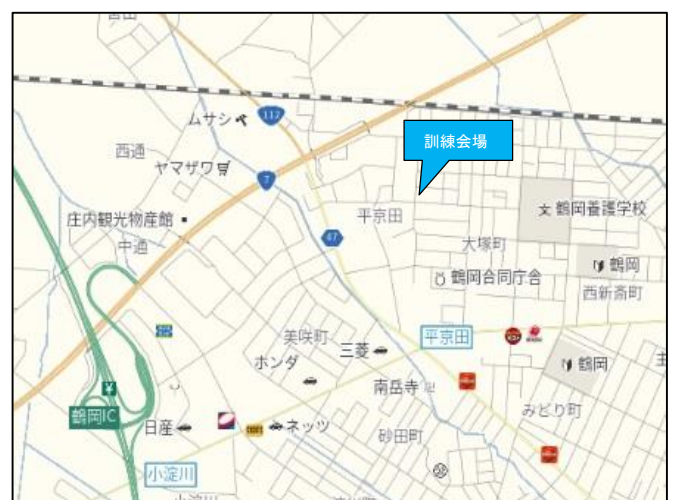 ムサシ
112
訓練会場
西通
ヤマザワ
7
庄内観光物産館
中通
平京田
文 鶴岡養護学校
47
大塚町
鶴岡
鶴岡合同庁舎
西新斎町
美咲町
三菱
平京田
ホンダ
鶴岡
南岳寺
鶴岡IC
みどり町
日産
ネッツ
砂田町
小淀川